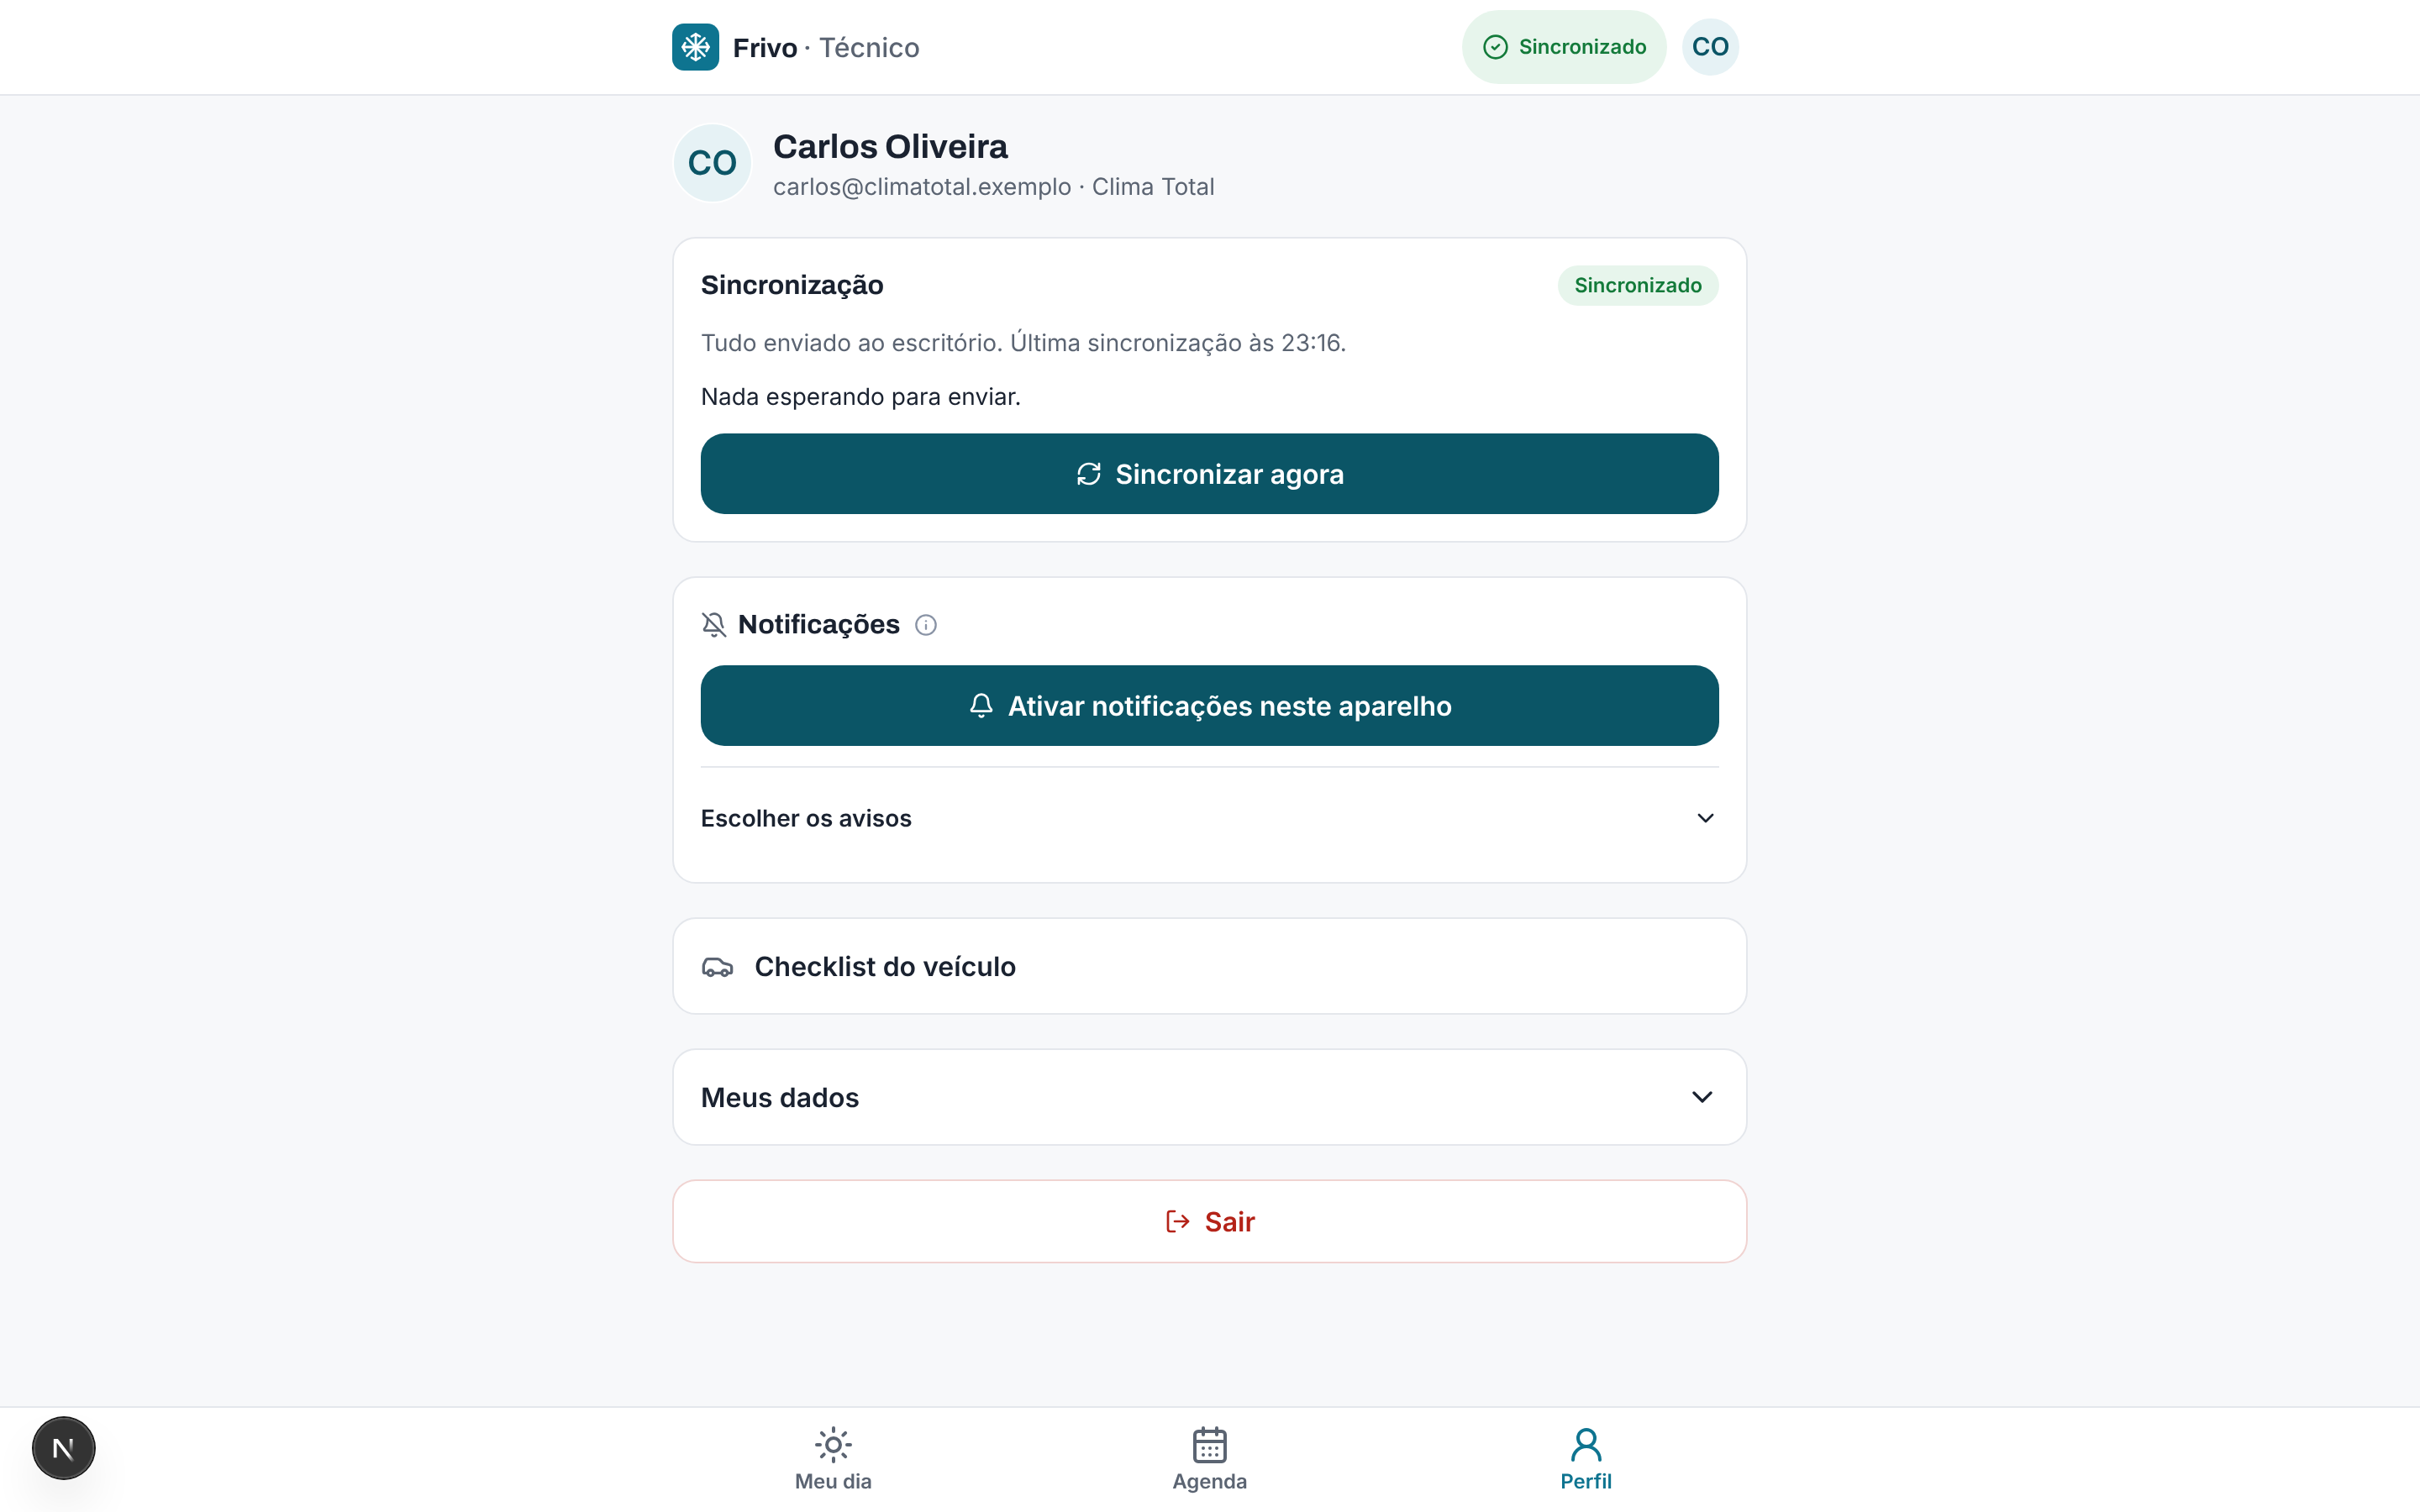 Frivo · Técnico
Sincronizado
CO
CO
Carlos Oliveira
carlos@climatotal.exemplo · Clima Total
Sincronização
Sincronizado
Tudo enviado ao escritório. Última sincronização às 23:16.
Nada esperando para enviar.
Sincronizar agora
Notificações
Ativar notificações neste aparelho
Escolher os avisos
Checklist do veículo
Meus dados
Sair
N
Meu dia
Agenda
Perfil